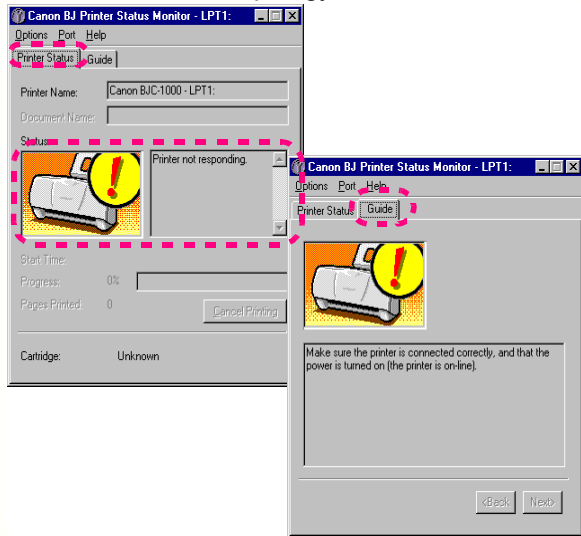 Canon BJ Printer Status Monitor - LPT1:
Options Port Help
Printer Status Guide
Printer Name: Canon BJC-1000 - LPT1:
Document Name:
Status
Printer not responding.
Start Time:
Progress: 0%
Pages Printed: 0
Cancel Printing
Cartridge: Unknown
Canon BJ Printer Status Monitor - LPT1:
Options Port Help
Printer Status Guide
Make sure the printer is connected correctly, and that the
power is turned on (the printer is on-line).
<Back Next>